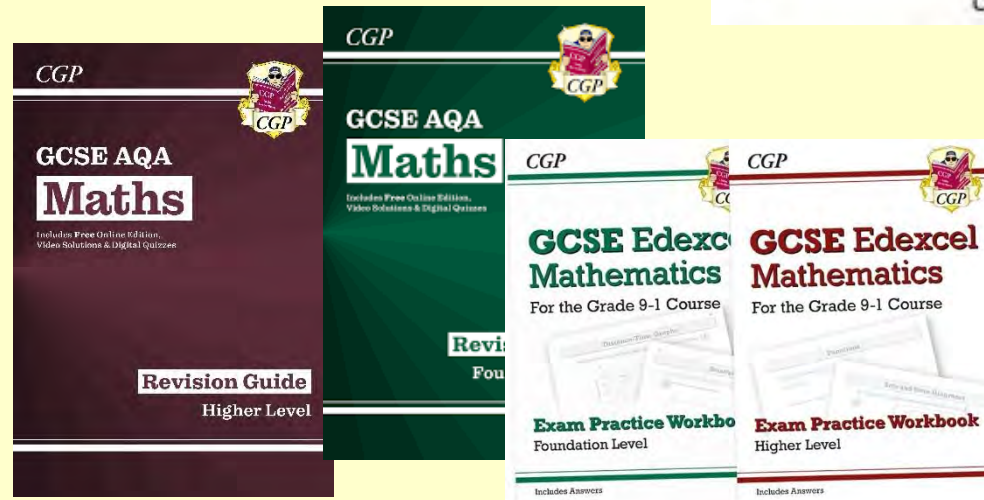 CGP
CGP
GCSE AQA
Maths
Includes Free Online Edition,
Video Solutions & Digital Quizzes
Revision Guide
Higher Level
CGP
CGP
GCSE AQA
Maths
Includes Free Online Edition,
Video Solutions & Digital Quizzes
Revis
Fou
CGP
GCSE Edexc
Mathematics
For the Grade 9-1 Course
Exam Practice Workbo
Foundation Level
Includes Answers
CGP
CGP
GCSE Edexcel
Mathematics
For the Grade 9-1 Course
Exam Practice Workbook
Higher Level
Includes Answers